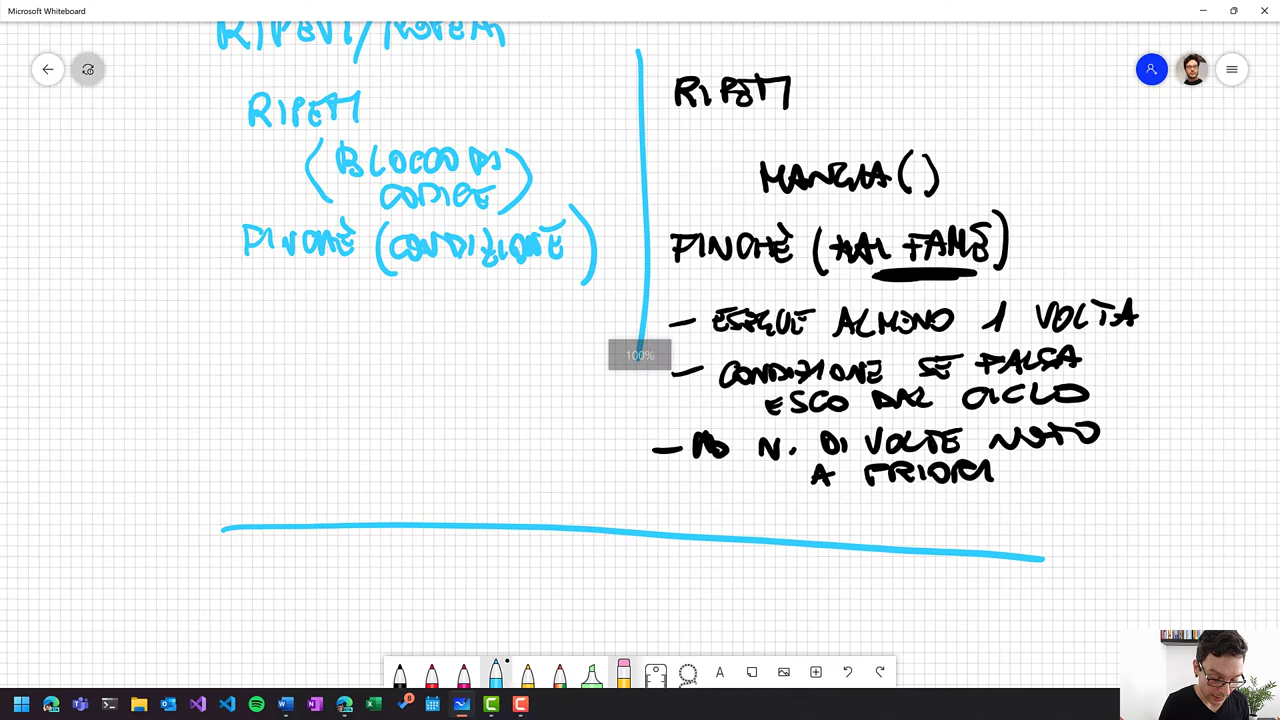 Microsoft Whiteboard
RIPETI
(BLOCCO DI
CODICE)
FINCHÈ (CONDIZIONE)
RIPETI
MANGIA()
FINCHÈ (HAI FAME)
- ESEGUE ALMENO 1 VOLTA
- CONDIZIONE SE FALSA
ESCO DAL CICLO
- NO N. DI VOLTE NOTO
A PRIORI
100%